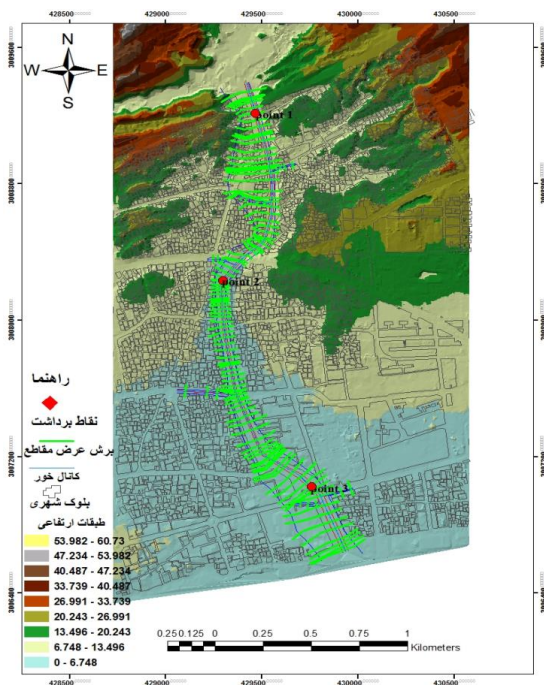 428500 429000 429500 430000
N
W E
S
Point 1
Point 2
Point 3
راهنما
نقاط برداشت
برش عرض مقاطع
کانال خور
بلوک شهری
طبقات ارتفاعی
53.982 - 60.73
47.234 - 53.982
40.487 - 47.234
33.739 - 40.487
26.991 - 33.739
20.243 - 26.991
13.496 - 20.243
6.748 - 13.496
0 - 6.748
0.25 0.125 0 0.25 0.5 0.75 1
Kilometers
428500 429000 429500 430000